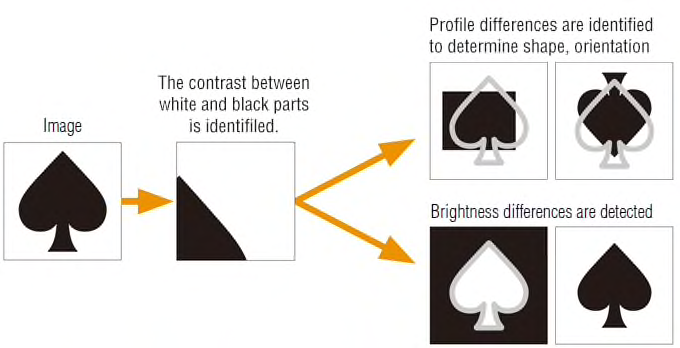 Profile differences are identified
to determine shape, orientation
The contrast between
white and black parts
is identifiled.
Image
Brightness differences are detected